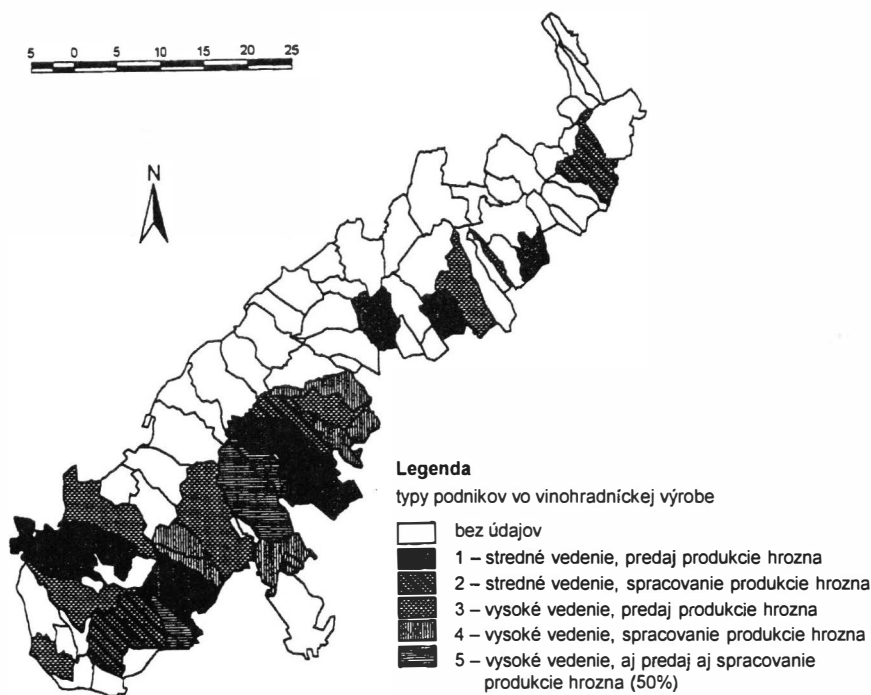 5 0 5 10 15 20 25
N
Legenda
typy podnikov vo vinohradníckej výrobe
bez údajov
1 – stredné vedenie, predaj produkcie hrozna
2 – stredné vedenie, spracovanie produkcie hrozna
3 – vysoké vedenie, predaj produkcie hrozna
4 – vysoké vedenie, spracovanie produkcie hrozna
5 – vysoké vedenie, aj predaj aj spracovanie
produkcie hrozna (50%)